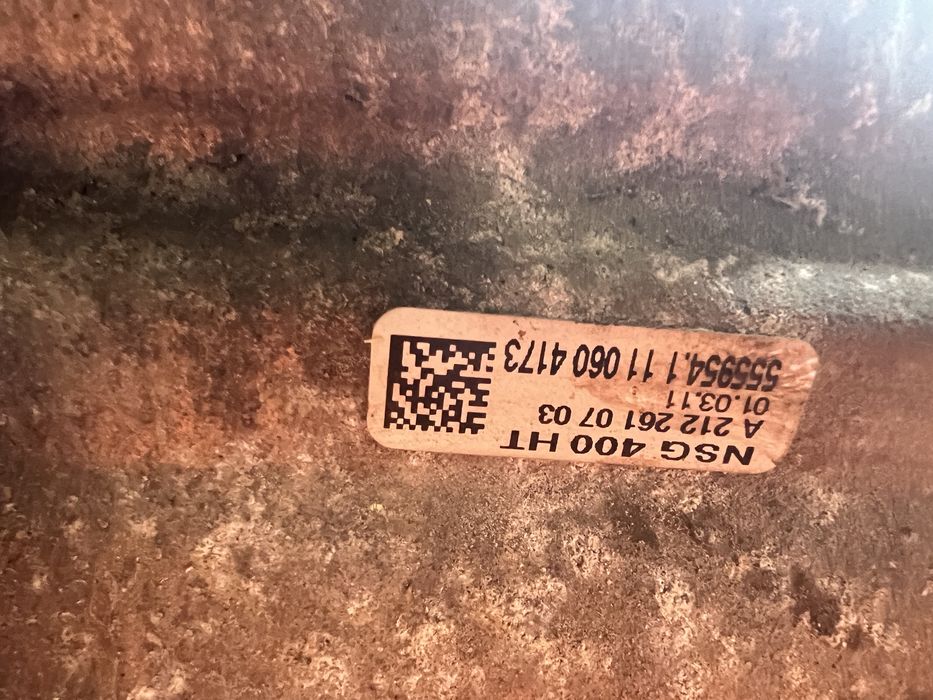 NSG 400 HT
A 212 261 07 03
01.03.11
555954.1 11 060 4173